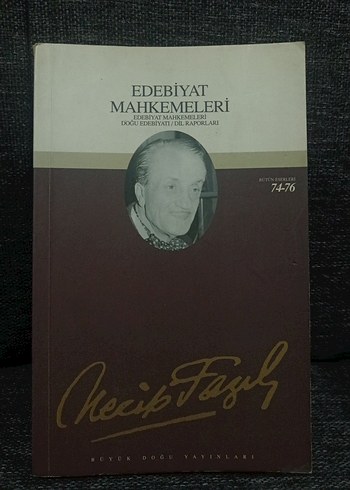 EDEBİYAT
MAHKEMELERİ
EDEBİYAT MAHKEMELERİ
DOĞU EDEBİYATI / DİL RAPORLARI
BÜTÜN ESERLERİ
74-76
Necip Fazıl
BÜYÜK DOĞU YAYINLARI